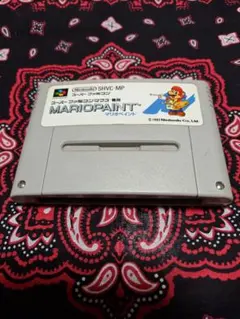 Nintendo SHVC-MP
スーパーファミコン
スーパーファミコンマウス専用
MARIOPAINT
マリオペイント
© 1992 Nintendo Co., Ltd.